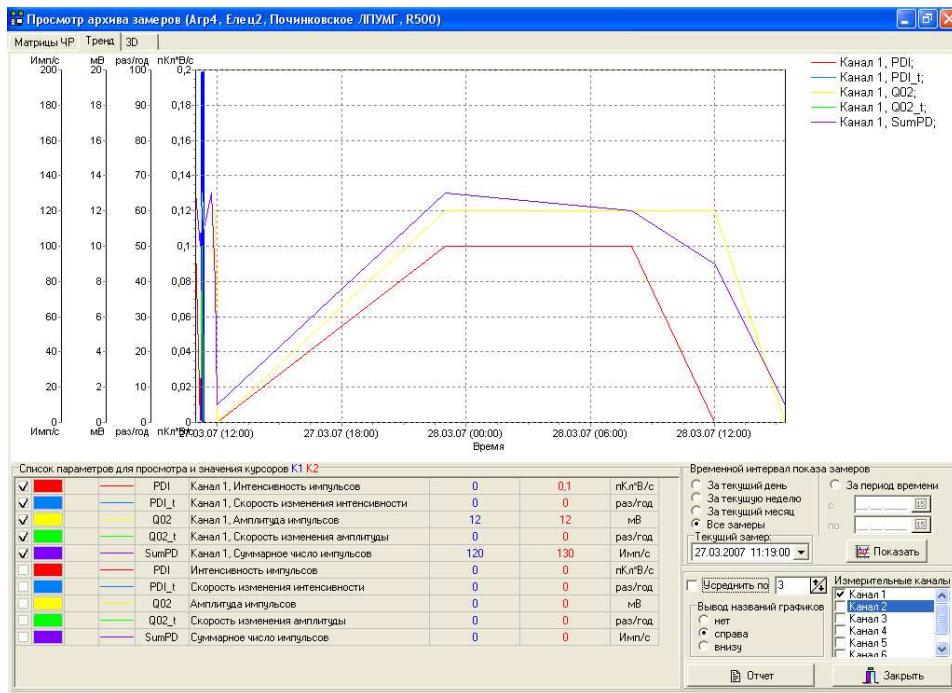 Просмотр архива замеров (Агр4, Елец2, Починковское ЛПУМГ, R500)
Матрицы ЧР Тренд 3D
Имп/с мВ раз/год пКл*В/с
200 20 100 0,2
180 18 90 0,18
160 16 80 0,16
140 14 70 0,14
120 12 60 0,12
100 10 50 0,1
80 8 40 0,08
60 6 30 0,06
40 4 20 0,04
20 2 10 0,02
0 0 0 0
Имп/с мВ раз/год пКл*В/с
27.03.07 (12:00) 27.03.07 (18:00) 28.03.07 (00:00) 28.03.07 (06:00) 28.03.07 (12:00)
Время
Канал 1, PDI;
Канал 1, PDI_t;
Канал 1, Q02;
Канал 1, Q02_t;
Канал 1, SumPD;
Список параметров для просмотра и значения курсоров К1 К2
PDI Канал 1, Интенсивность импульсов 0 0,1 пКл*В/с
PDI_t Канал 1, Скорость изменения интенсивности 0 0 раз/год
Q02 Канал 1, Амплитуда импульсов 12 12 мВ
Q02_t Канал 1, Скорость изменения амплитуды 0 0 раз/год
SumPD Канал 1, Суммарное число импульсов 120 130 Имп/с
PDI Интенсивность импульсов 0 0 пКл*В/с
PDI_t Скорость изменения интенсивности 0 0 раз/год
Q02 Амплитуда импульсов 0 0 мВ
Q02_t Скорость изменения амплитуды 0 0 раз/год
SumPD Суммарное число импульсов 0 0 Имп/с
Временной интервал показа замеров
За текущий день
За текущую неделю
За текущий месяц
Все замеры
За период времени
с __.__.____ 15
по __.__.____ 15
Текущий замер:
27.03.2007 11:19:00
Показать
Усреднить по 3
Вывод названий графиков
нет
справа
внизу
Измерительные каналы
Канал 1
Канал 2
Канал 3
Канал 4
Канал 5
Канал 6
Отчет
Закрыть